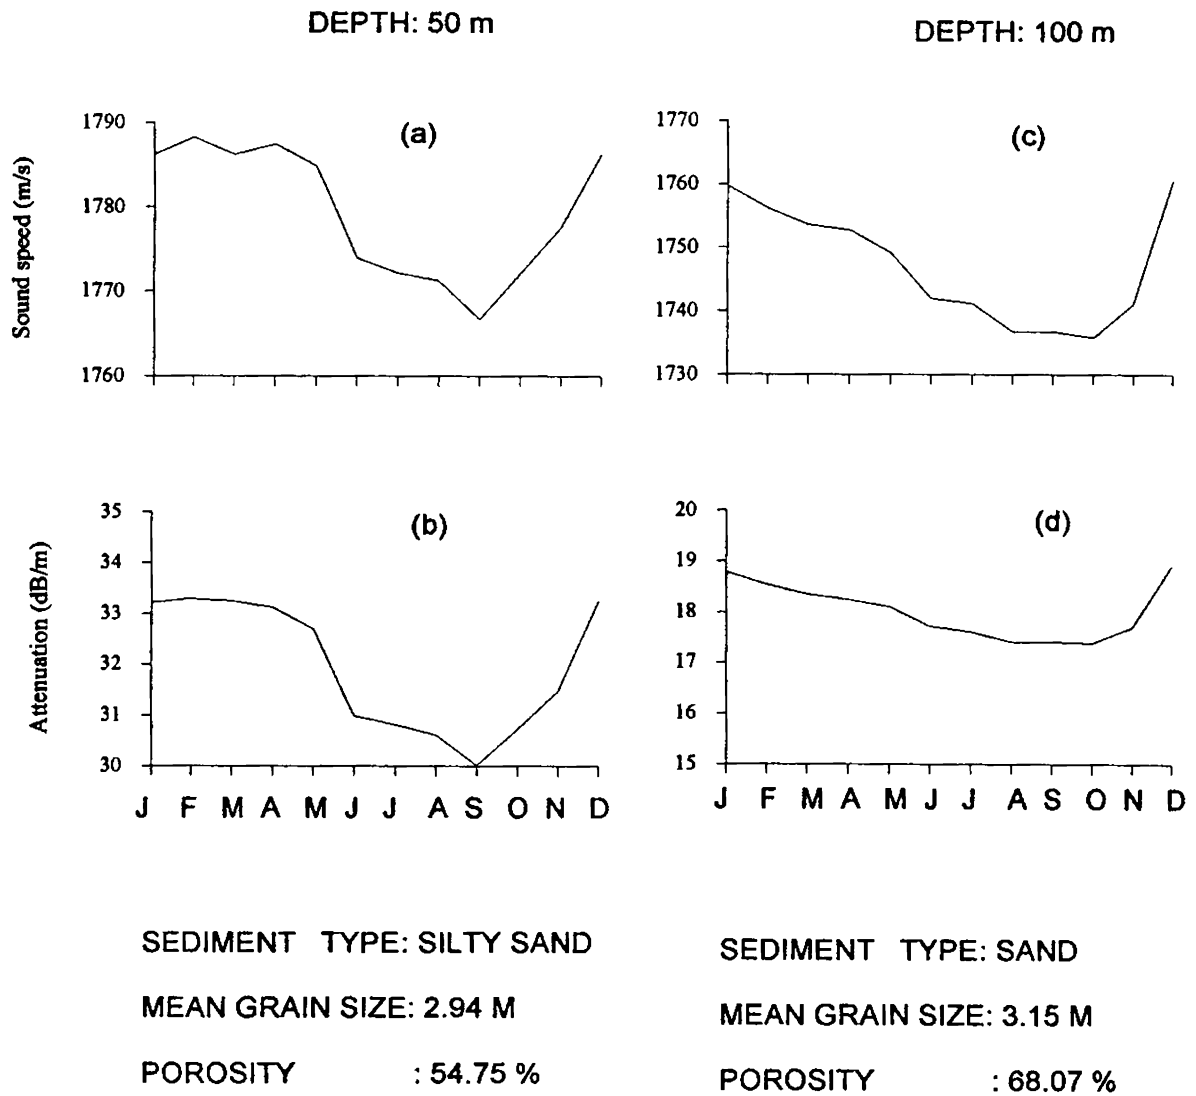 DEPTH: 50 m
DEPTH: 100 m
(a)
Sound speed (m/s)
1790
1780
1770
1760
(c)
1770
1760
1750
1740
1730
(b)
Attenuation (dB/m)
35
34
33
32
31
30
J F M A M J J A S O N D
(d)
20
19
18
17
16
15
J F M A M J J A S O N D
SEDIMENT TYPE: SILTY SAND
MEAN GRAIN SIZE: 2.94 M
POROSITY : 54.75 %
SEDIMENT TYPE: SAND
MEAN GRAIN SIZE: 3.15 M
POROSITY : 68.07 %